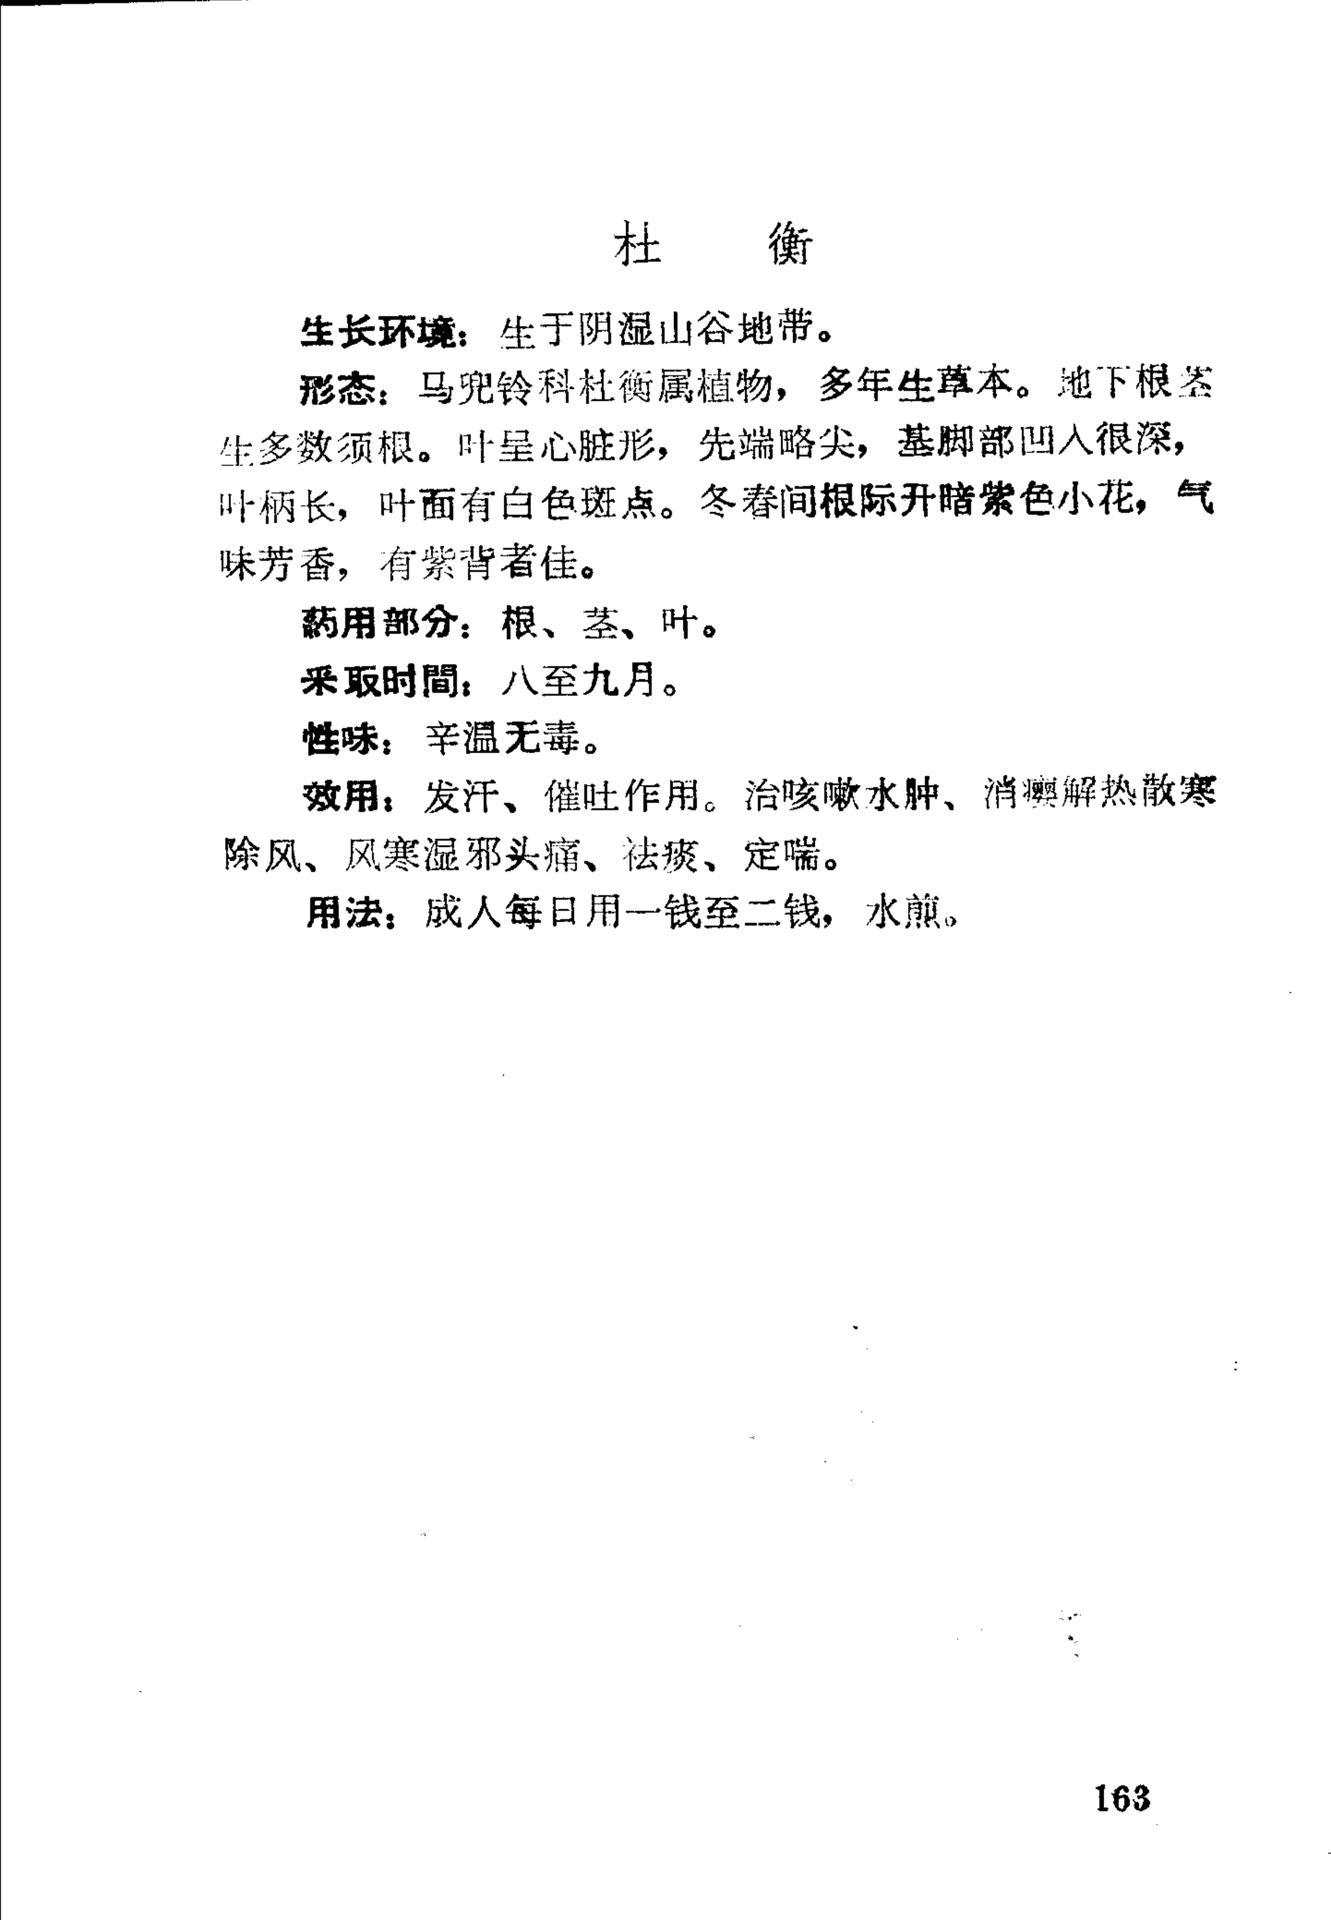 杜 衡
生长环境：生于阴湿山谷地带。
形态：马兜铃科杜衡属植物，多年生草本。地下根茎
生多数须根。叶呈心脏形，先端略尖，基脚部凹入很深，
叶柄长，叶面有白色斑点。冬春间根际开暗紫色小花，气
味芳香，有紫背者佳。
药用部分：根、茎、叶。
采取时間：八至九月。
性味：辛温无毒。
效用：发汗、催吐作用。治咳嗽水肿、消瘿解热散寒
除风、风寒湿邪头痛、祛痰、定喘。
用法：成人每日用一钱至二钱，水煎。
163